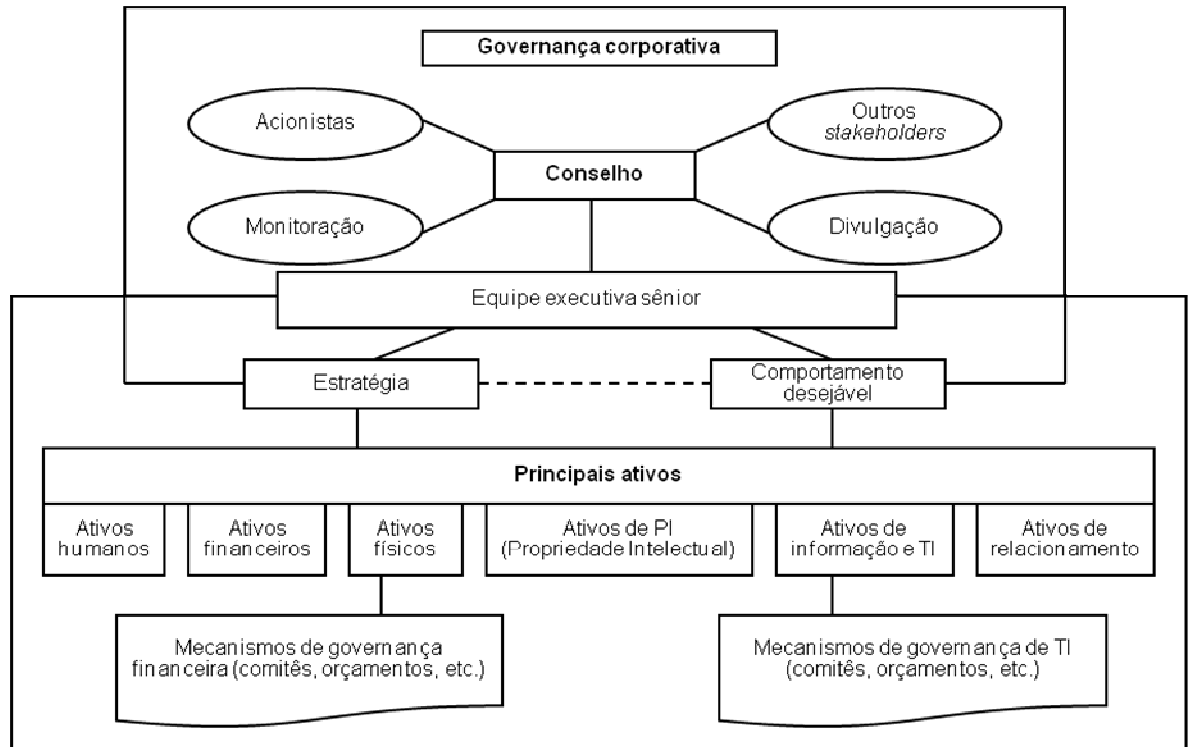 Governança corporativa
Acionistas
Outros
stakeholders
Conselho
Monitoração
Divulgação
Equipe executiva sênior
Estratégia
Comportamento
desejável
Principais ativos
Ativos
humanos
Ativos
financeiros
Ativos
físicos
Ativos de PI
(Propriedade Intelectual)
Ativos de
informação e TI
Ativos de
relacionamento
Mecanismos de governança
financeira (comitês, orçamentos, etc.)
Mecanismos de governança de TI
(comitês, orçamentos, etc.)